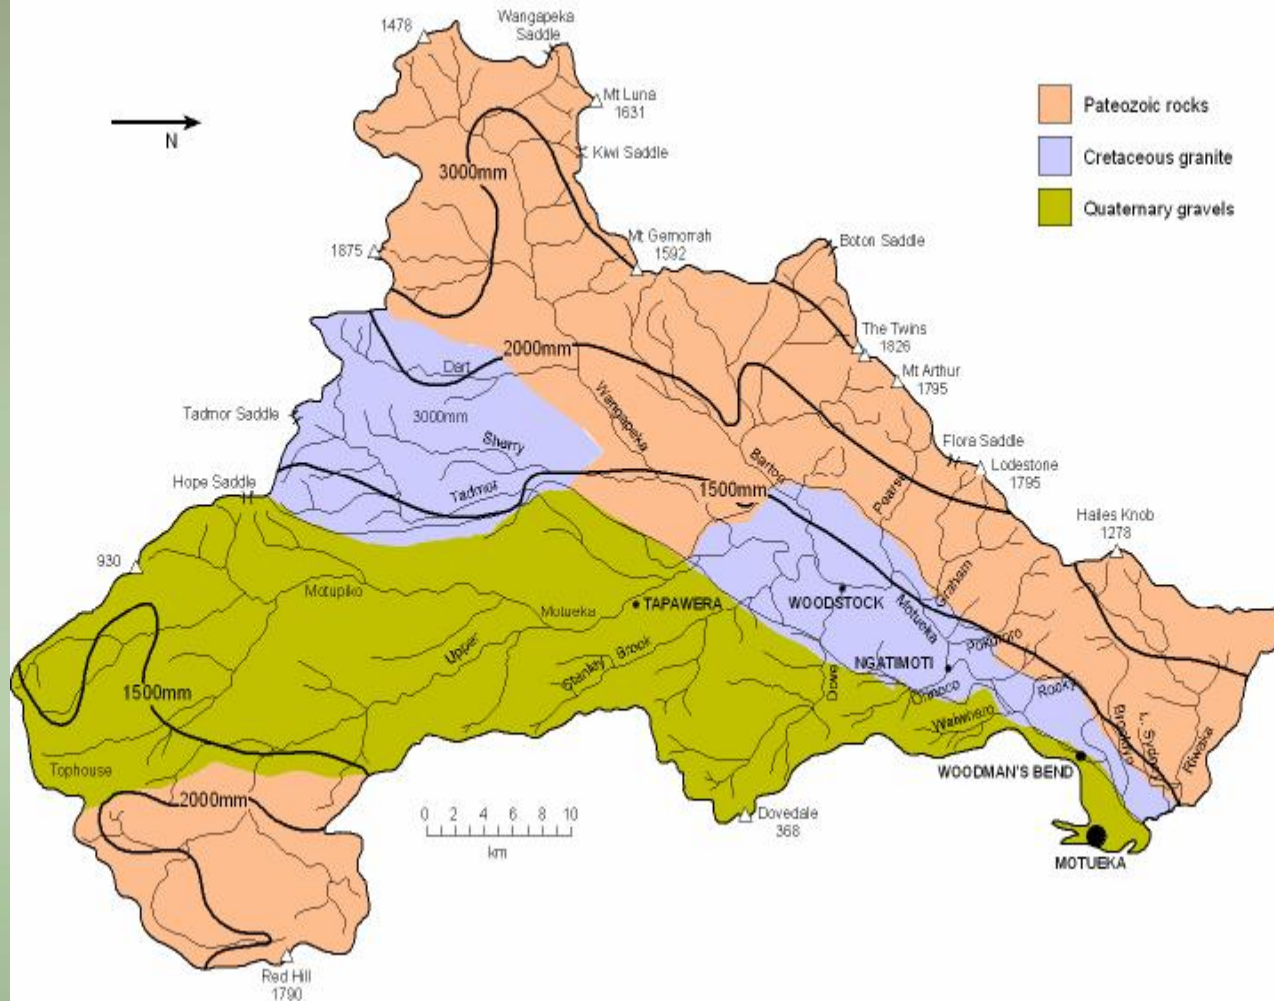 1478
Wangapeka
Saddle
Mt Luna
1631
N
Kiwi Saddle
3000mm
Pateozoic rocks
Cretaceous granite
Quaternary gravels
1875
Mt Gemorrah
1592
Boton Saddle
The Twins
1826
2000mm
Mt Arthur
1795
Dart
Wangapeka
Tadmor Saddle
3000mm
Sherry
Flora Saddle
Lodestone
1795
Hope Saddle
Tadmor
Barton
1500mm
Pearse
Hailes Knob
1278
930
Motupiko
Motueka
TAPAWERA
WOODSTOCK
Motueka
Graham
Upper
Stanley Brook
Pokororo
NGATIMOTI
Dove
Orinoco
Rocky
1500mm
Waiwhero
Brooklyn
L. Sydney
Riwaka
Tophouse
WOODMAN'S BEND
2000mm
0 2 4 6 8 10
km
Dovedale
368
MOTUEKA
Red Hill
1790